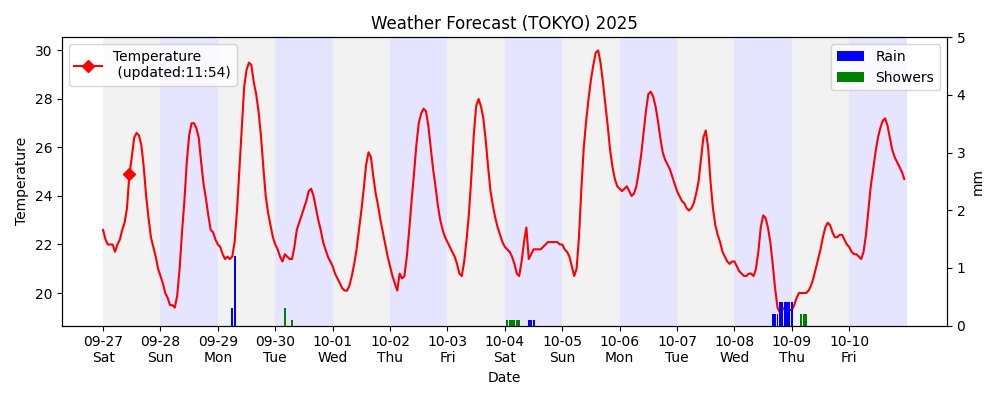 Weather Forecast (TOKYO) 2025
Temperature
(updated:11:54)
Rain
Showers
Temperature
30
28
26
24
22
20
5
4
3
2
1
0
mm
09-27 09-28 09-29 09-30 10-01 10-02 10-03 10-04 10-05 10-06 10-07 10-08 10-09 10-10
Sat Sun Mon Tue Wed Thu Fri Sat Sun Mon Tue Wed Thu Fri
Date